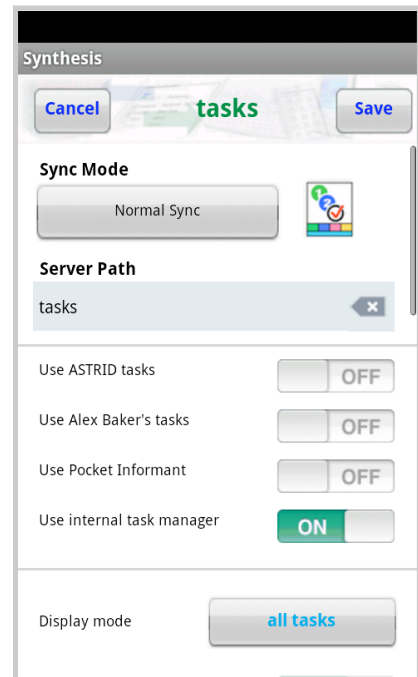 Synthesis
Cancel tasks Save
Sync Mode
Normal Sync
Server Path
tasks
Use ASTRID tasks OFF
Use Alex Baker's tasks OFF
Use Pocket Informant OFF
Use internal task manager ON
Display mode all tasks